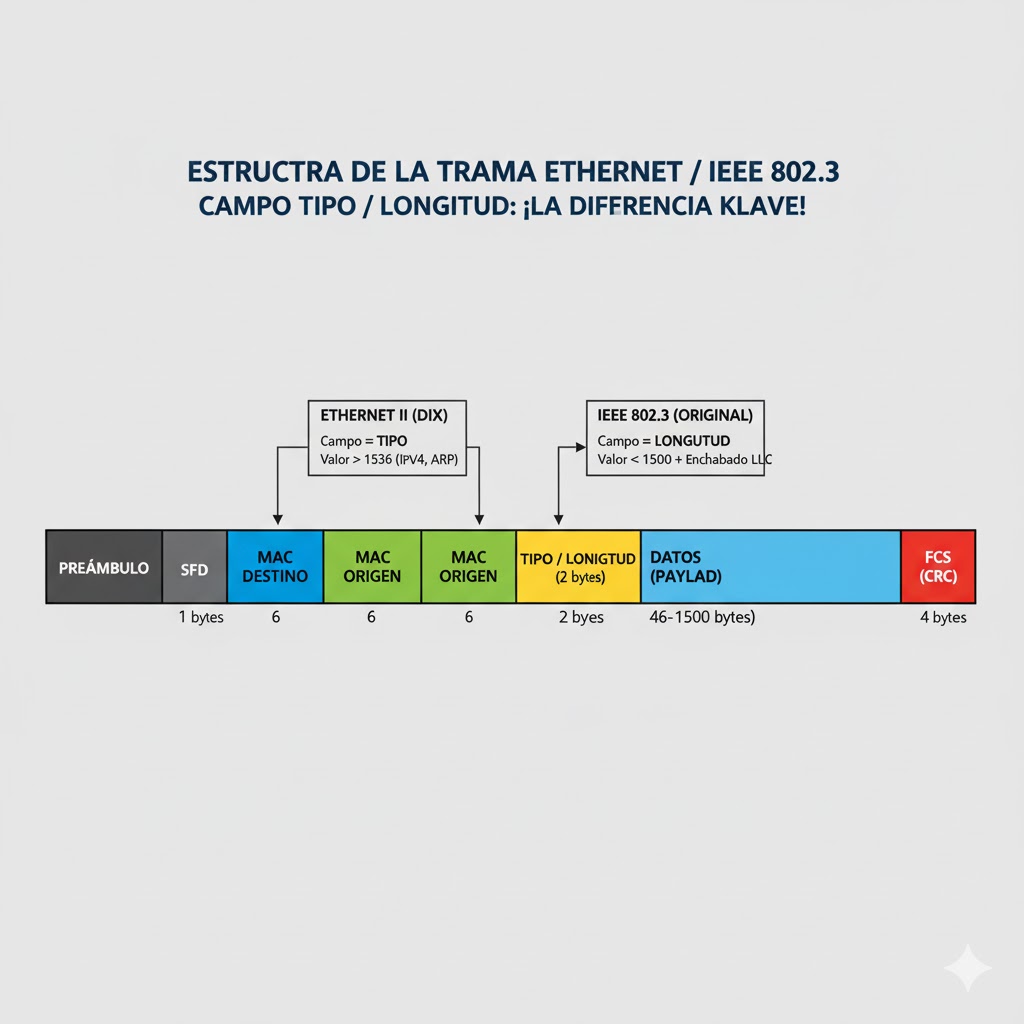 ESTRUCTRA DE LA TRAMA ETHERNET / IEEE 802.3
CAMPO TIPO / LONGITUD: ¡LA DIFERENCIA KLAVE!
ETHERNET II (DIX)
Campo = TIPO
Valor > 1536 (IPV4, ARP)
IEEE 802.3 (ORIGINAL)
Campo = LONGUTUD
Valor < 1500 + Enchabado LLC
PREÁMBULO
SFD
MAC
DESTINO
MAC
ORIGEN
MAC
ORIGEN
TIPO / LONIGTUD
(2 bytes)
DATOS
(PAYLAD)
FCS
(CRC)
1 bytes
6
6
6
2 byes
46-1500 bytes)
4 bytes